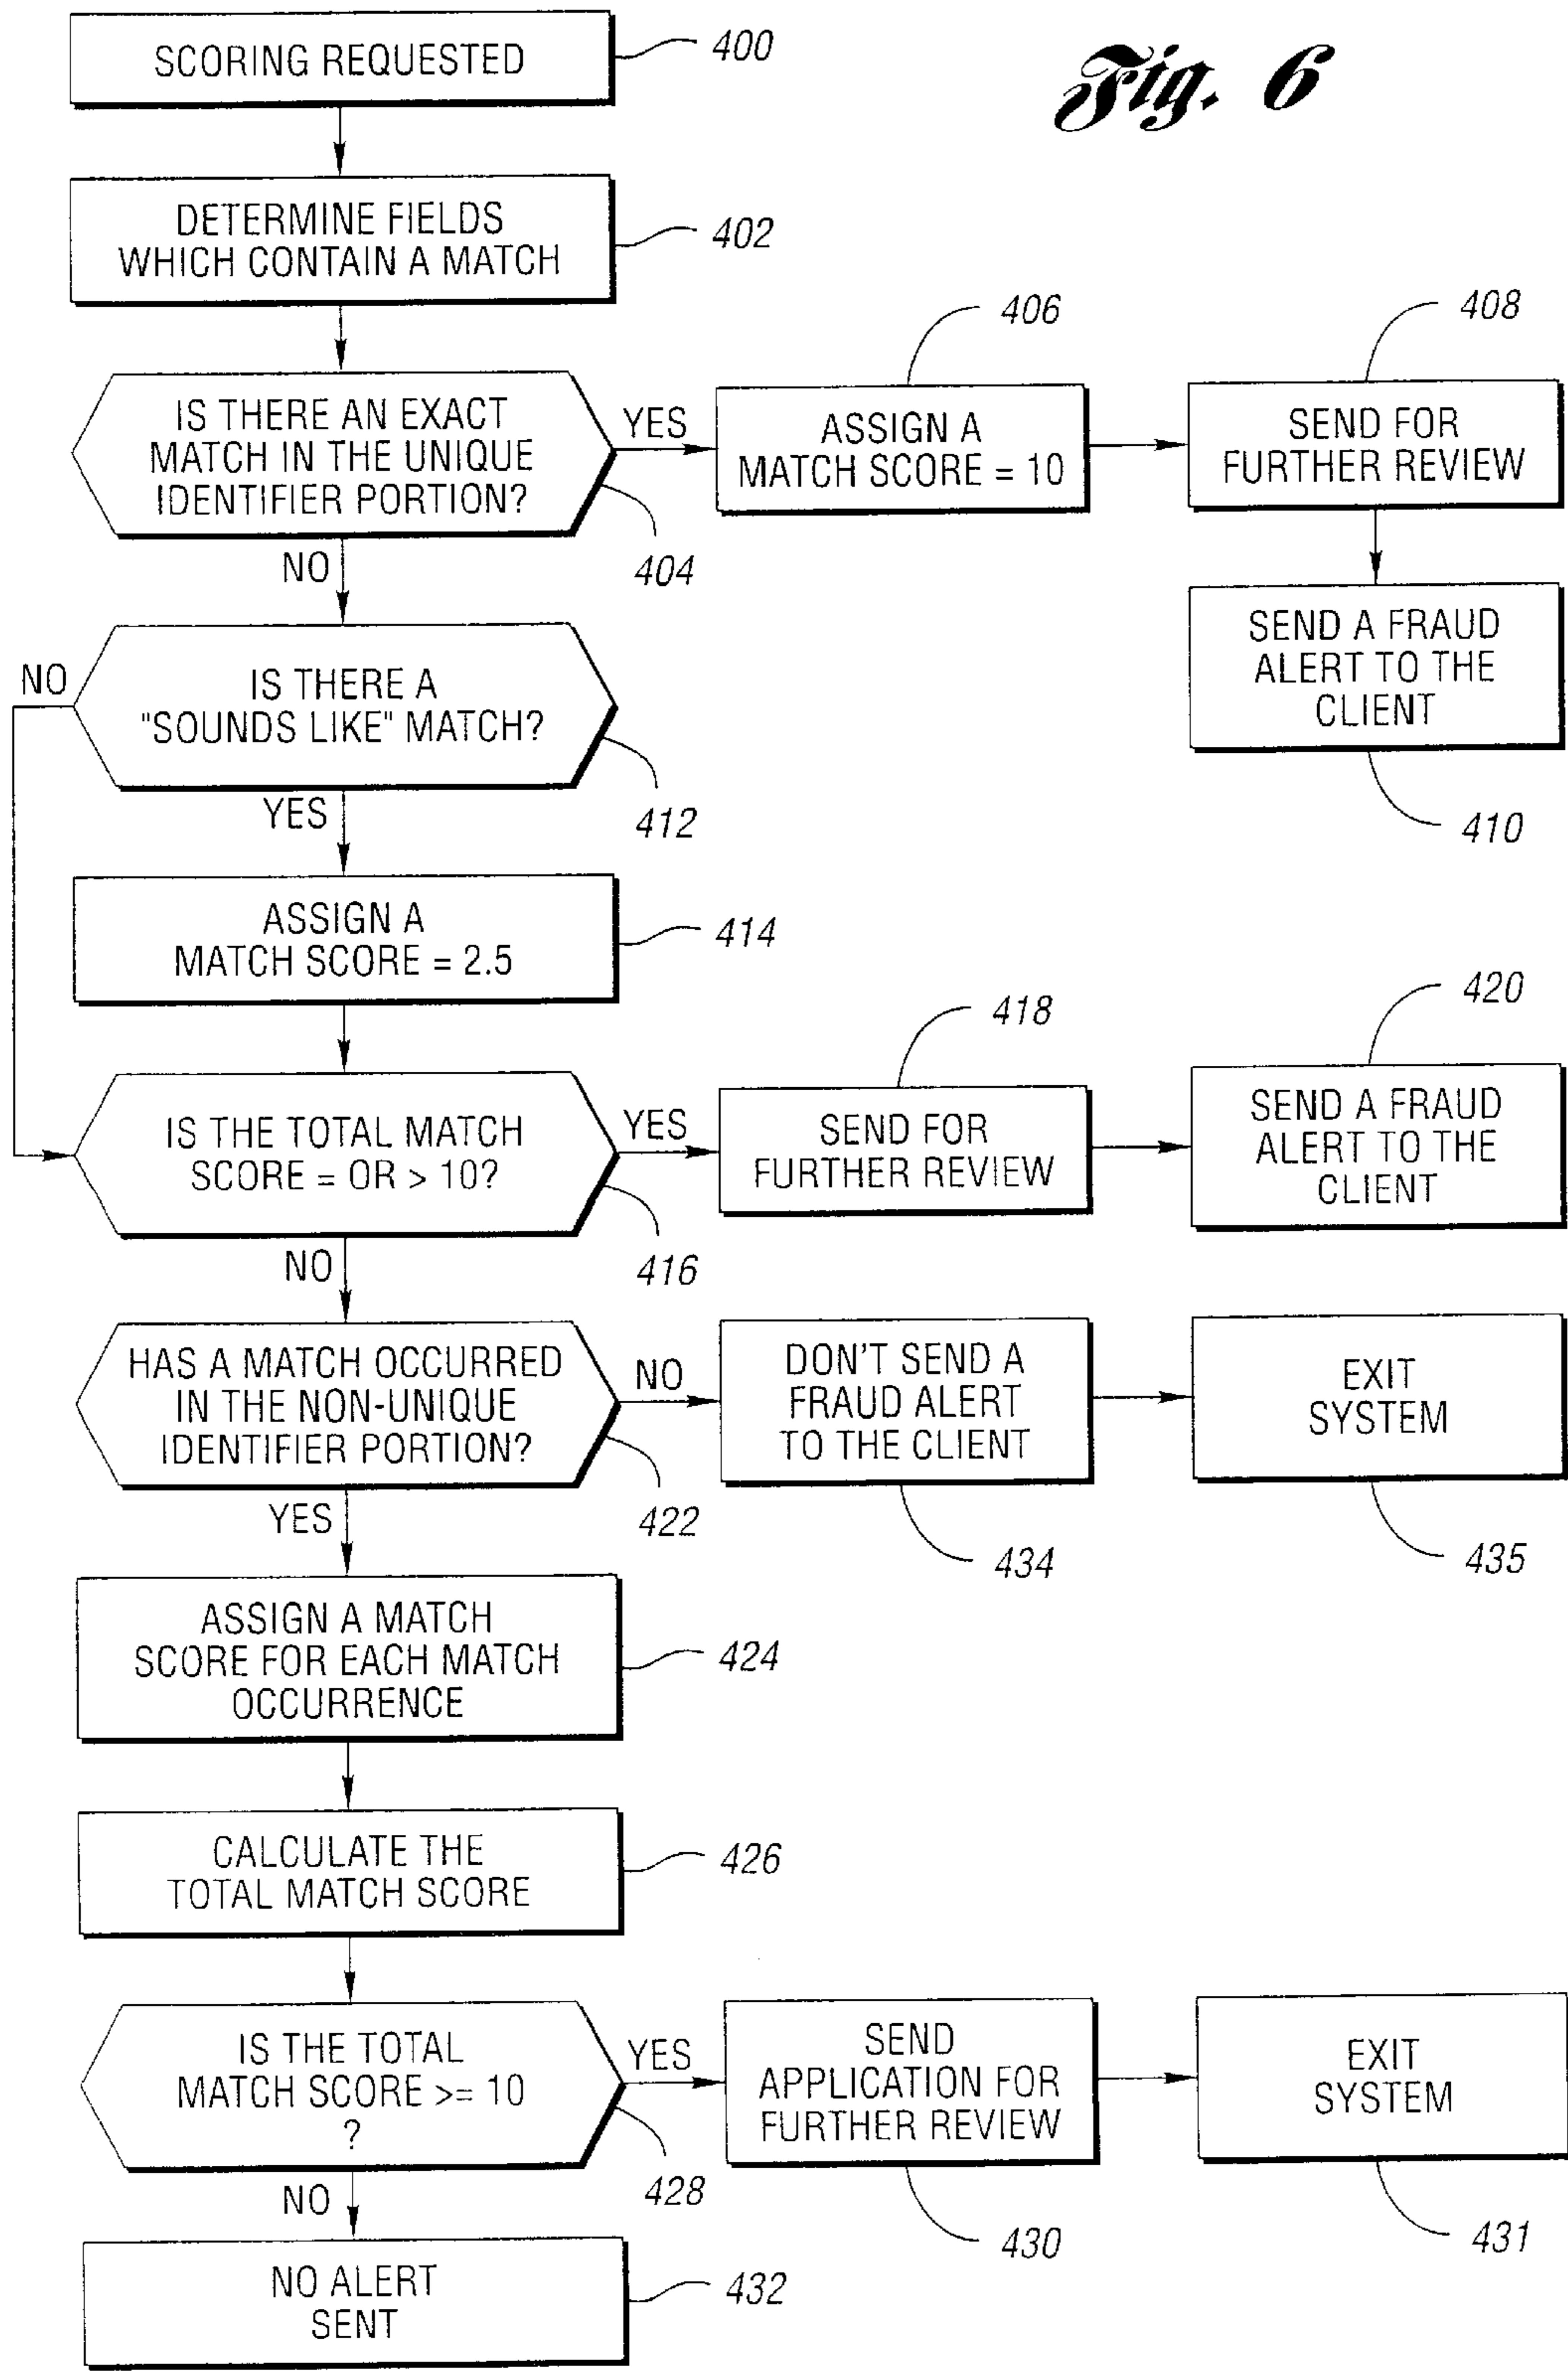 Fig. 6
SCORING REQUESTED
400
DETERMINE FIELDS
WHICH CONTAIN A MATCH
402
IS THERE AN EXACT
MATCH IN THE UNIQUE
IDENTIFIER PORTION?
404
YES
ASSIGN A
MATCH SCORE = 10
406
SEND FOR
FURTHER REVIEW
408
SEND A FRAUD
ALERT TO THE
CLIENT
410
NO
IS THERE A
"SOUNDS LIKE" MATCH?
412
NO
YES
ASSIGN A
MATCH SCORE = 2.5
414
IS THE TOTAL MATCH
SCORE = OR > 10?
416
YES
SEND FOR
FURTHER REVIEW
418
SEND A FRAUD
ALERT TO THE
CLIENT
420
NO
HAS A MATCH OCCURRED
IN THE NON-UNIQUE
IDENTIFIER PORTION?
422
NO
DON'T SEND A
FRAUD ALERT
TO THE CLIENT
434
EXIT
SYSTEM
435
YES
ASSIGN A MATCH
SCORE FOR EACH MATCH
OCCURRENCE
424
CALCULATE THE
TOTAL MATCH SCORE
426
IS THE TOTAL
MATCH SCORE >= 10
?
428
YES
SEND
APPLICATION FOR
FURTHER REVIEW
430
EXIT
SYSTEM
431
NO
NO ALERT
SENT
432